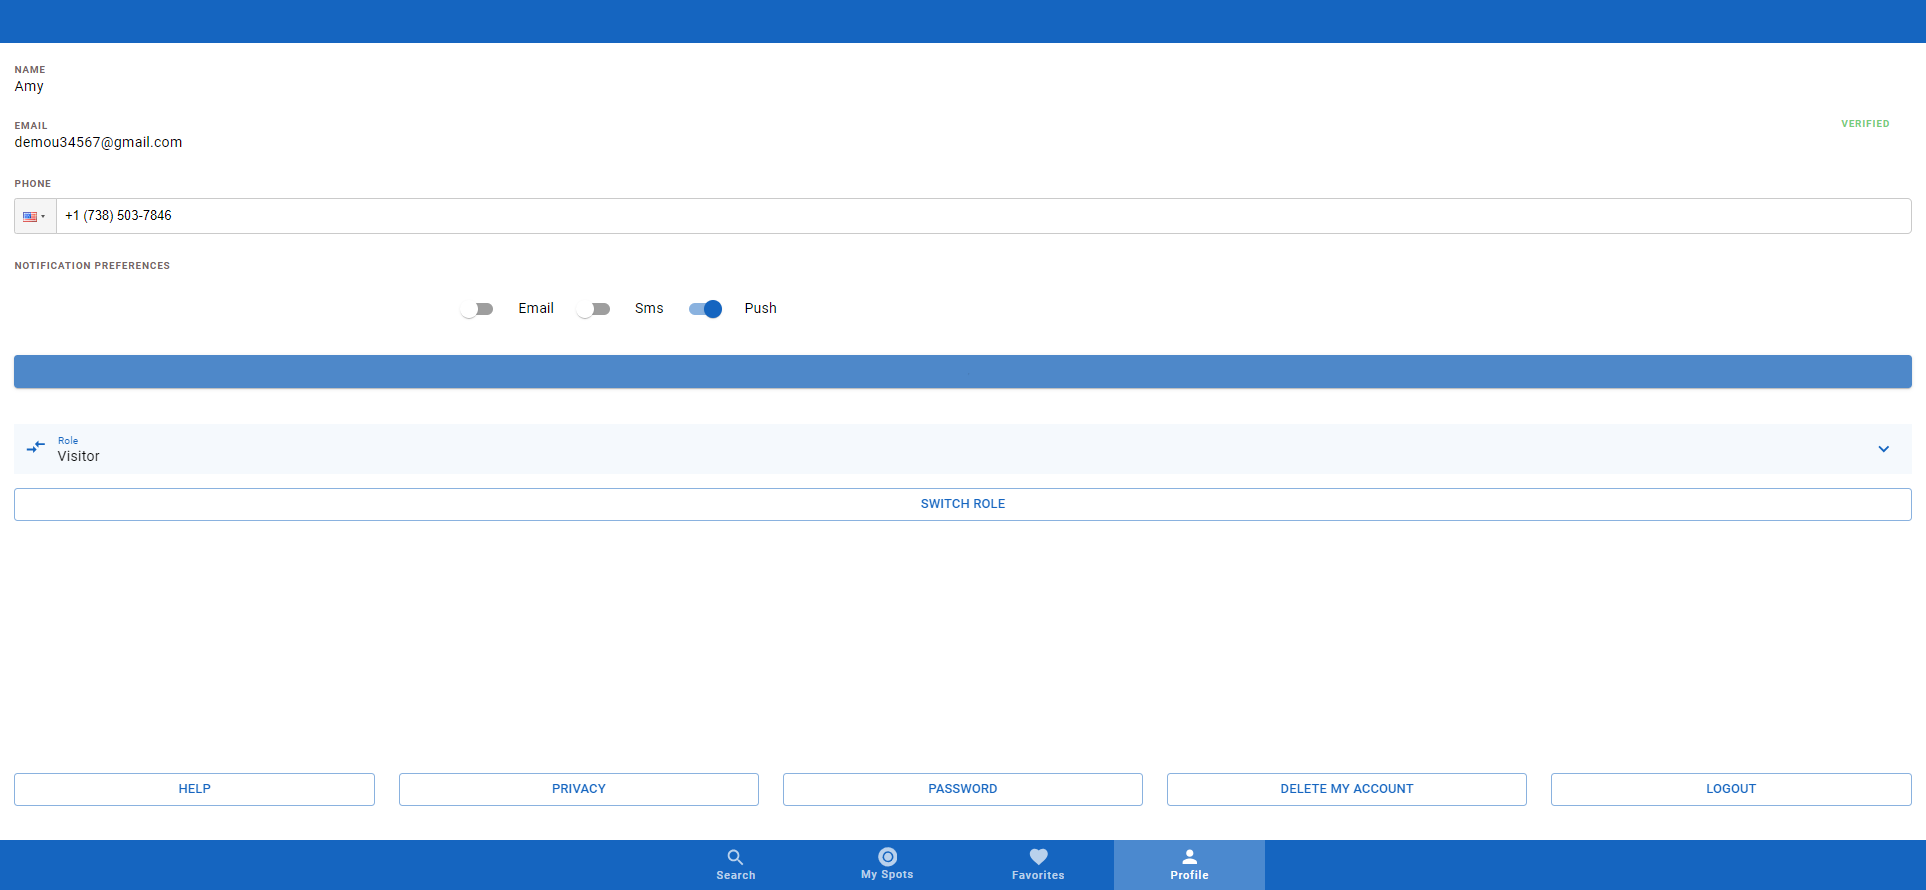 NAME
Amy
EMAIL
VERIFIED
demou34567@gmail.com
PHONE
+1 (738) 503-7846
NOTIFICATION PREFERENCES
Email Sms Push
Role
Visitor
SWITCH ROLE
HELP PRIVACY PASSWORD DELETE MY ACCOUNT LOGOUT
Search My Spots Favorites Profile